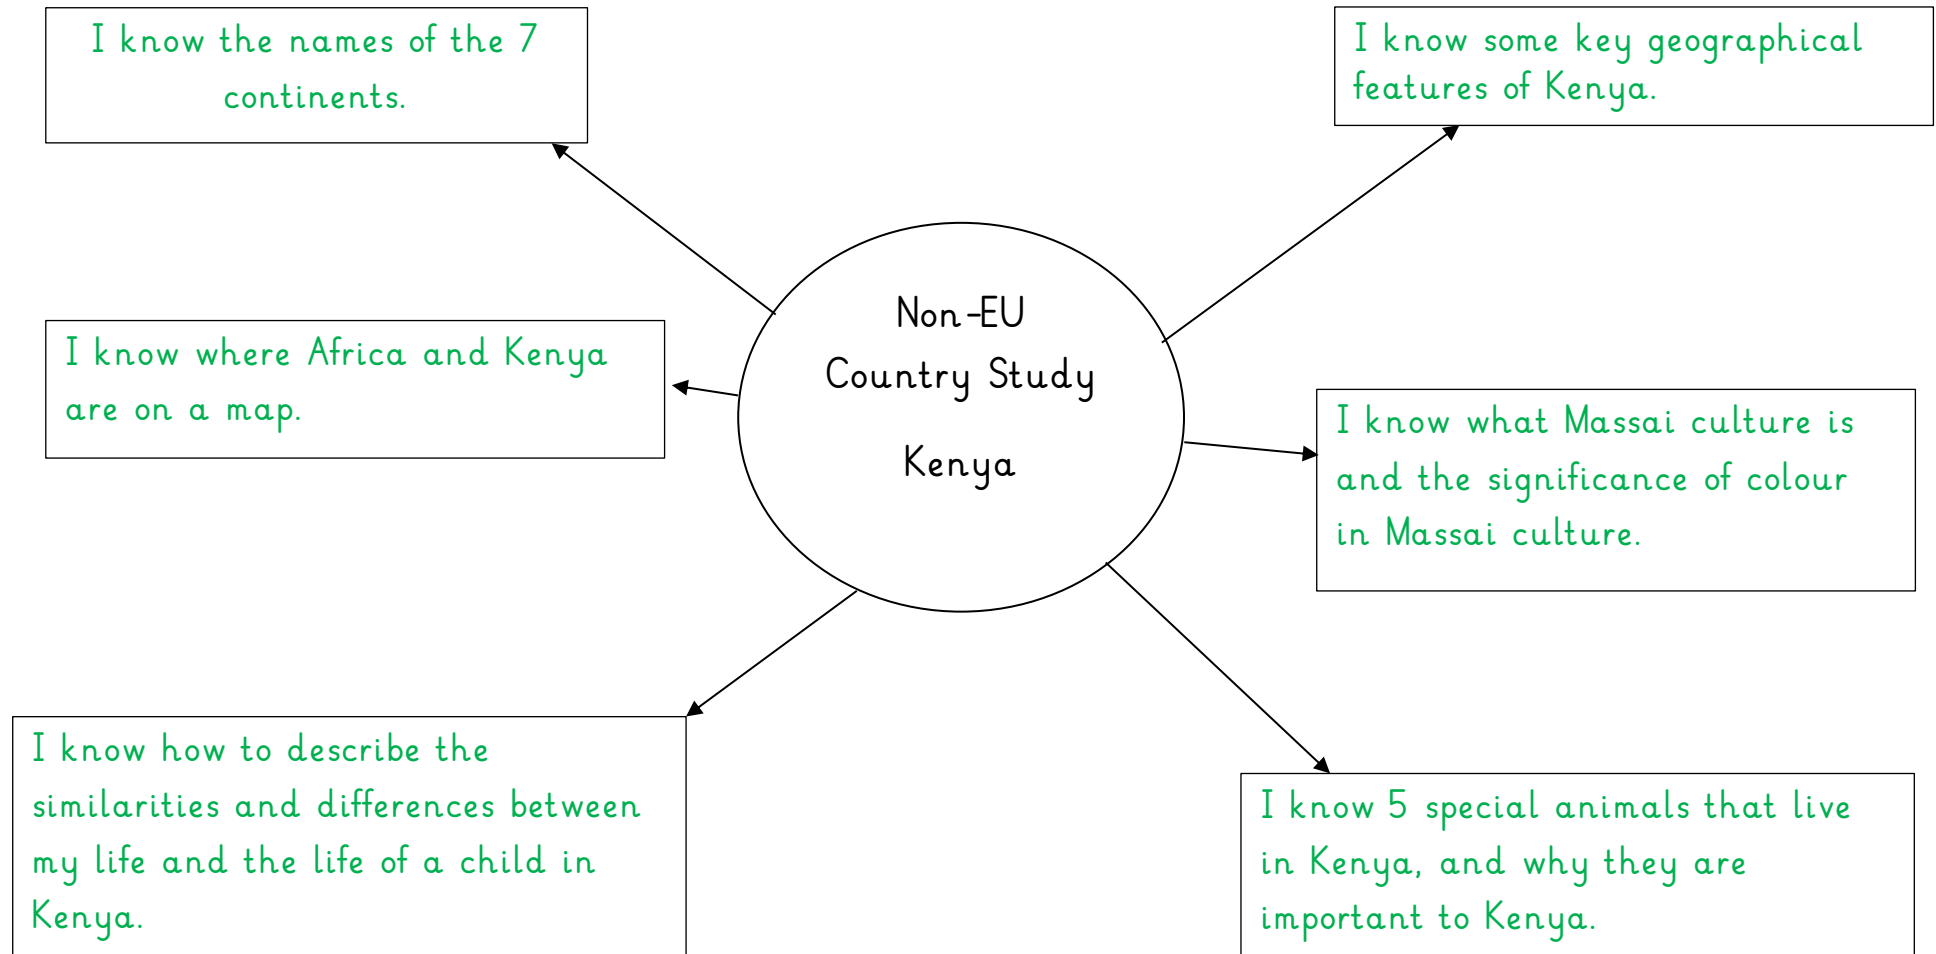 I know the names of the 7
continents.
I know some key geographical
features of Kenya.
Non-EU
Country Study
Kenya
I know where Africa and Kenya
are on a map.
I know what Massai culture is
and the significance of colour
in Massai culture.
I know how to describe the
similarities and differences between
my life and the life of a child in
Kenya.
I know 5 special animals that live
in Kenya, and why they are
important to Kenya.